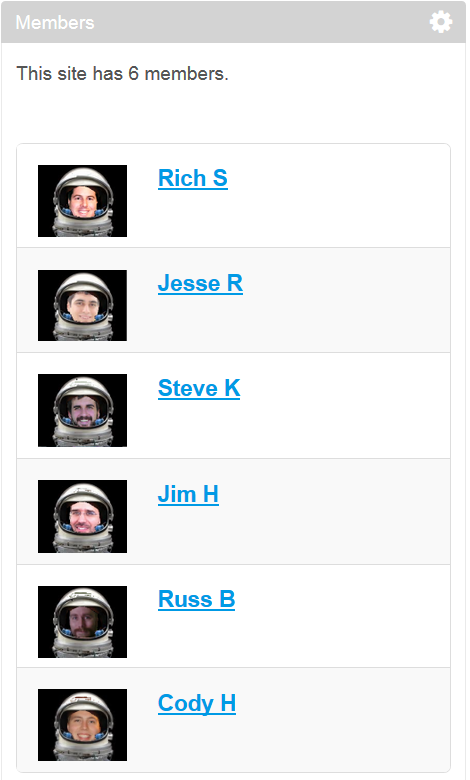 Members
This site has 6 members.
Rich S
Jesse R
Steve K
Jim H
Russ B
Cody H